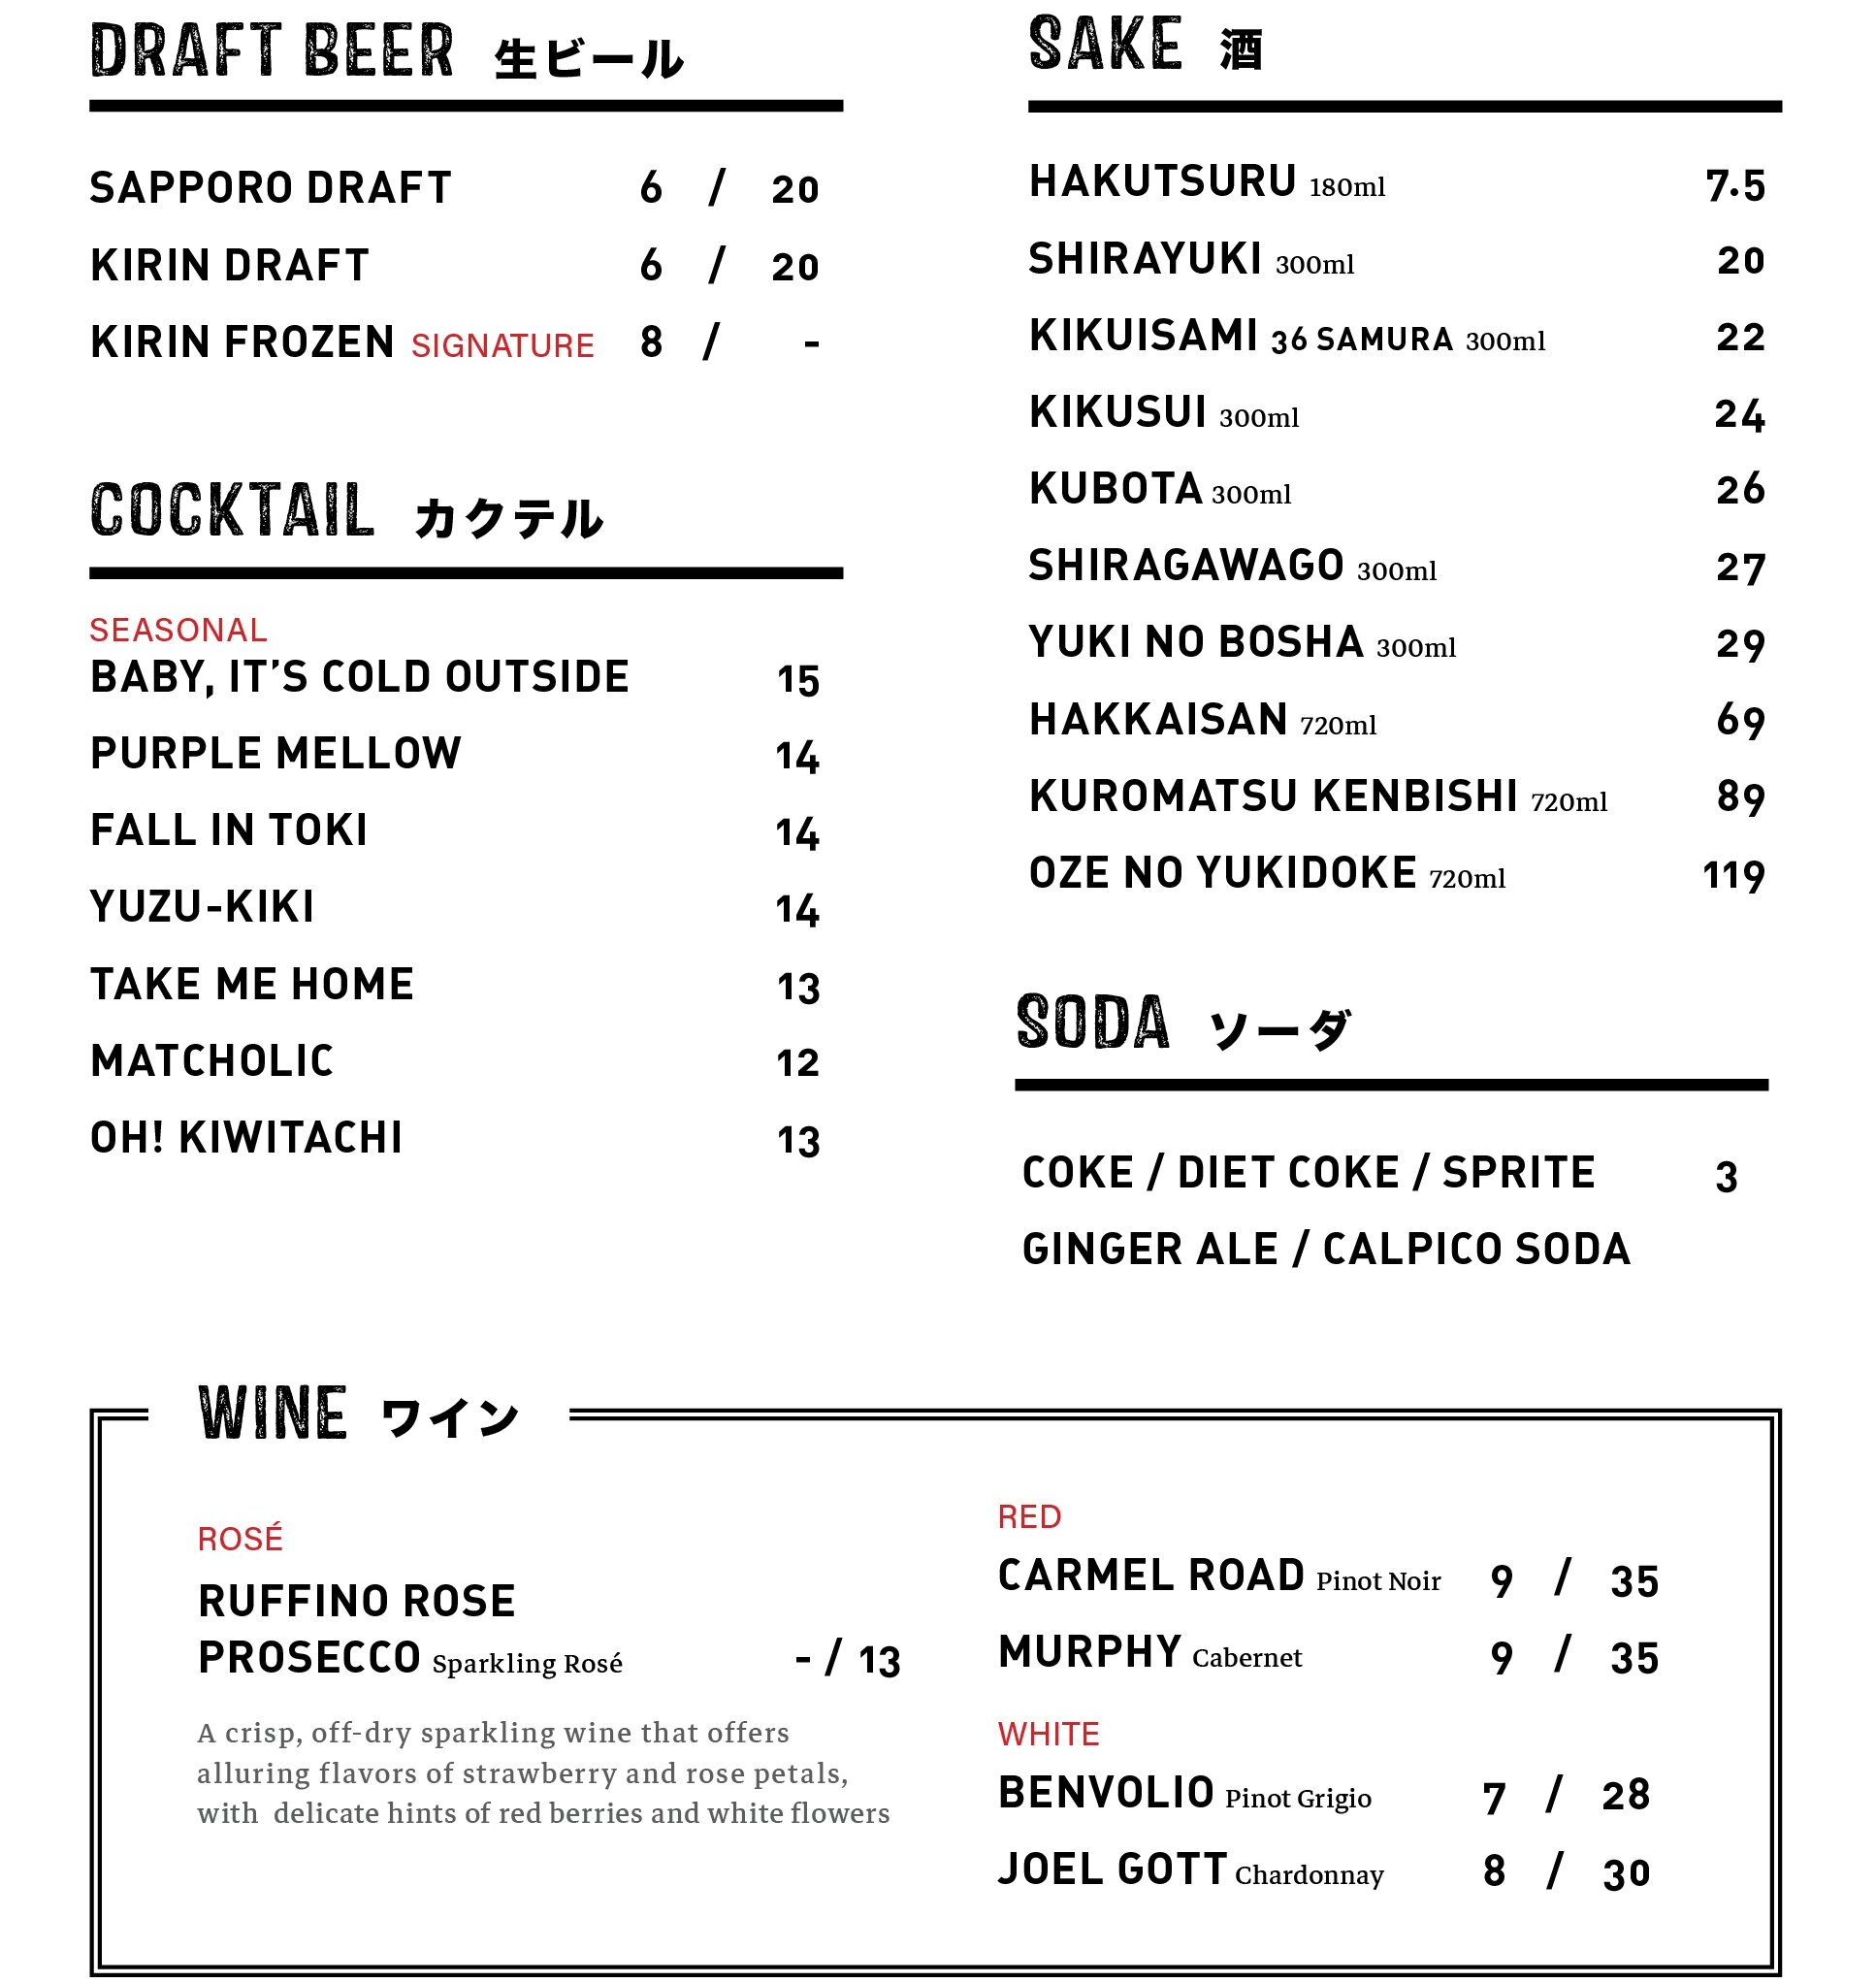 DRAFT BEER 生ビール
SAPPORO DRAFT 6 / 20
KIRIN DRAFT 6 / 20
KIRIN FROZEN SIGNATURE 8 / -
COCKTAIL カクテル
SEASONAL
BABY, IT’S COLD OUTSIDE 15
PURPLE MELLOW 14
FALL IN TOKI 14
YUZU-KIKI 14
TAKE ME HOME 13
MATCHOLIC 12
OH! KIWITACHI 13
SAKE 酒
HAKUTSURU 180ml 7.5
SHIRAYUKI 300ml 20
KIKUISAMI 36 SAMURA 300ml 22
KIKUSUI 300ml 24
KUBOTA 300ml 26
SHIRAGAWAGO 300ml 27
YUKI NO BOSHA 300ml 29
HAKKAISAN 720ml 69
KUROMATSU KENBISHI 720ml 89
OZE NO YUKIDOKE 720ml 119
SODA ソーダ
COKE / DIET COKE / SPRITE 3
GINGER ALE / CALPICO SODA
WINE ワイン
ROSÉ
RUFFINO ROSE
PROSECCO Sparkling Rosé - / 13
A crisp, off-dry sparkling wine that offers
alluring flavors of strawberry and rose petals,
with delicate hints of red berries and white flowers
RED
CARMEL ROAD Pinot Noir 9 / 35
MURPHY Cabernet 9 / 35
WHITE
BENVOLIO Pinot Grigio 7 / 28
JOEL GOTT Chardonnay 8 / 30